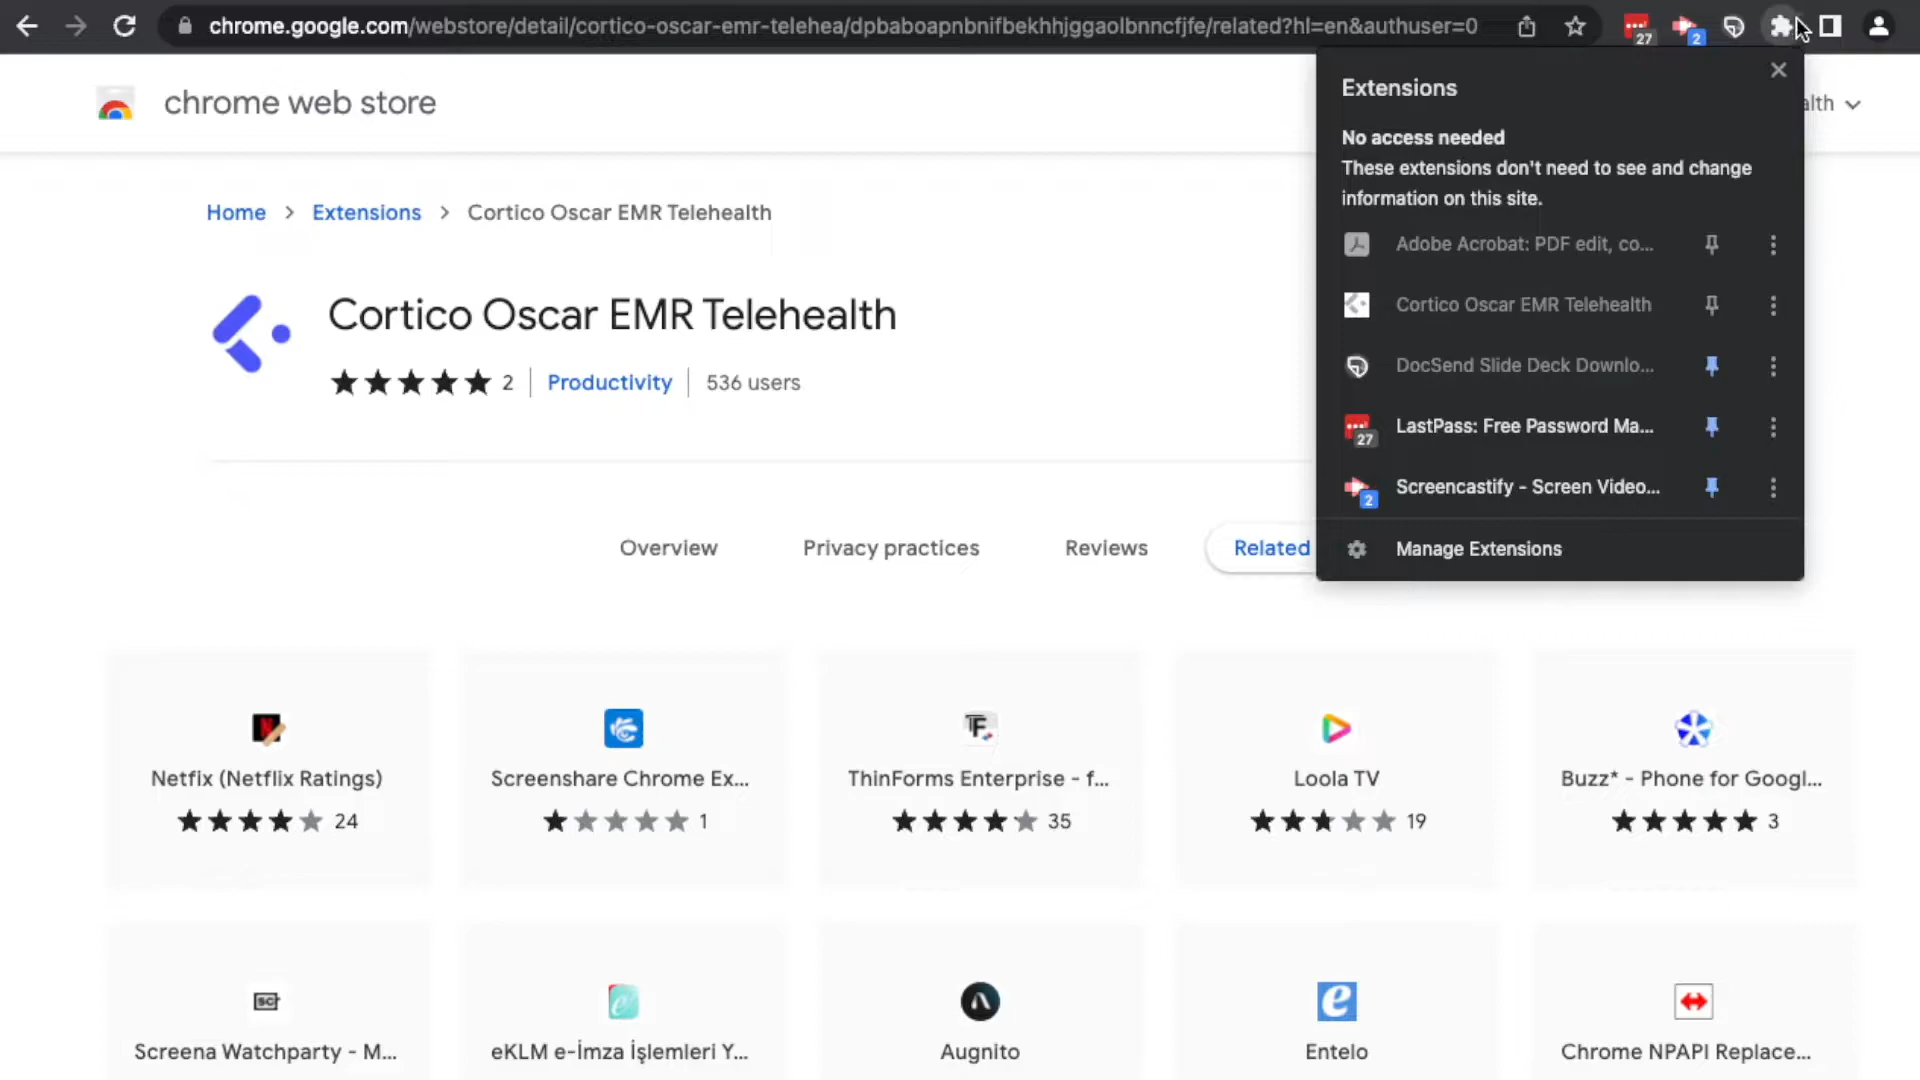 chrome.google.com/webstore/detail/cortico-oscar-emr-telehea/dpbaboapnbnifbekhhjggaolbnncfjfe/related?hl=en&authuser=0
27
2
chrome web store
alth
Extensions
No access needed
These extensions don't need to see and change
information on this site.
Adobe Acrobat: PDF edit, co...
Cortico Oscar EMR Telehealth
DocSend Slide Deck Downlo...
LastPass: Free Password Ma...
27
Screencastify - Screen Video...
2
Manage Extensions
Home > Extensions > Cortico Oscar EMR Telehealth
Cortico Oscar EMR Telehealth
2 Productivity 536 users
Overview Privacy practices Reviews Related
Netfix (Netflix Ratings)
24
Screenshare Chrome Ex...
1
ThinForms Enterprise - f...
35
Loola TV
19
Buzz* - Phone for Googl...
3
Screena Watchparty - M...
eKLM e-İmza İşlemleri Y...
Augnito
Entelo
Chrome NPAPI Replace...